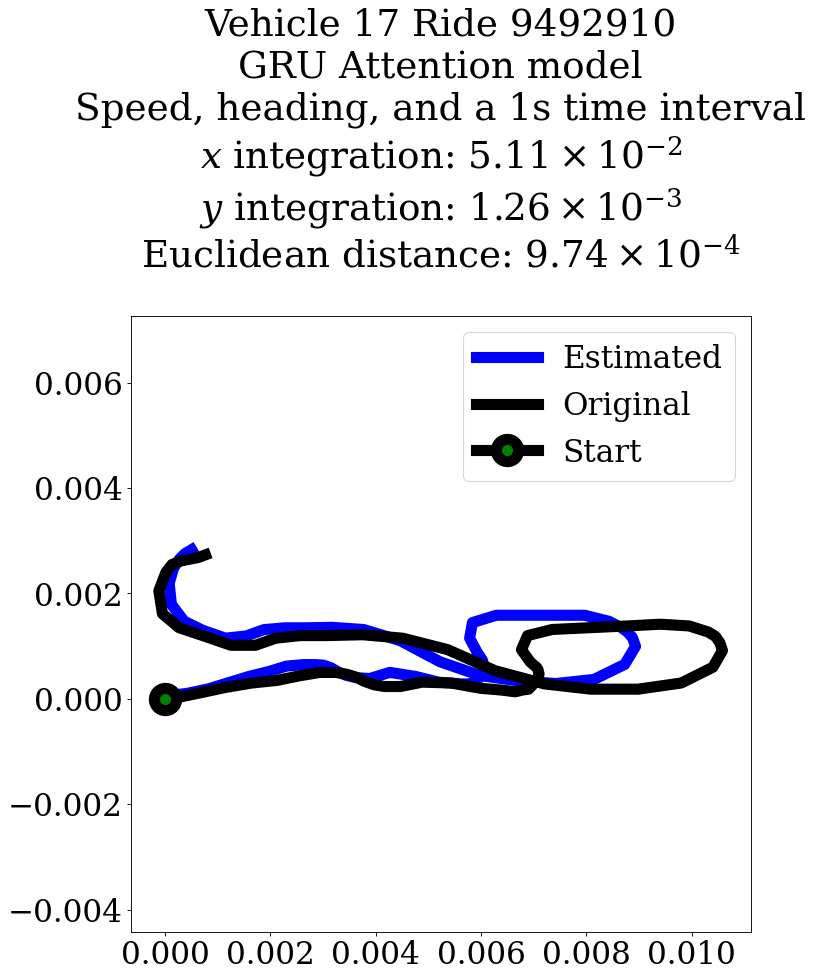 Vehicle 17 Ride 9492910
GRU Attention model
Speed, heading, and a 1s time interval
x integration: 5.11 × 10⁻²
y integration: 1.26 × 10⁻³
Euclidean distance: 9.74 × 10⁻⁴
Estimated
Original
Start
0.006
0.004
0.002
0.000
−0.002
−0.004
0.000 0.002 0.004 0.006 0.008 0.010